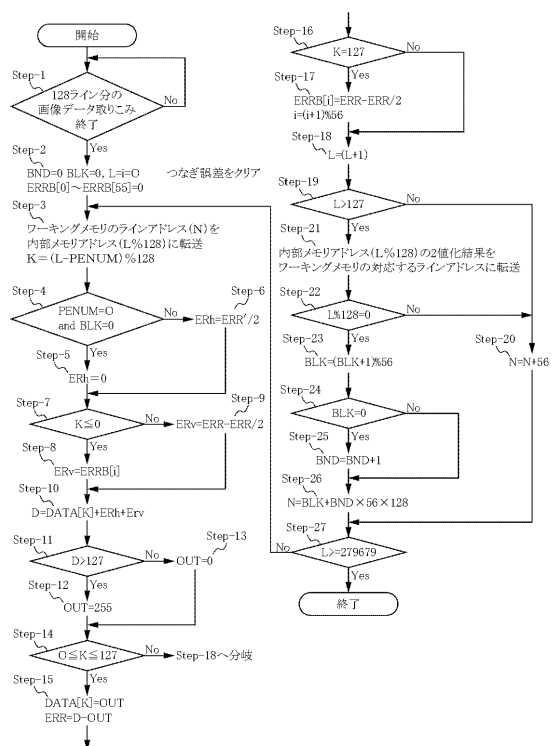 開始
Step-1
128ライン分の
画像データ取りこみ
終了
No
Yes
Step-2
BND=0 BLK=0, L=i=O
ERRB[0]～ERRB[55]=0
つなぎ誤差をクリア
Step-3
ワーキングメモリのラインアドレス(N)を
内部メモリアドレス(L%128)に転送
K=(L-PENUM)%128
Step-4
PENUM=O
and BLK=0
No
Step-6
ERh=ERR'/2
Yes
Step-5
ERh=0
Step-7
K≦0
No
Step-9
ERv=ERR-ERR/2
Yes
Step-8
ERv=ERRB[i]
Step-10
D=DATA[K]+ERh+Erv
Step-11
D>127
No
Step-13
OUT=0
Yes
Step-12
OUT=255
Step-14
O≦K≦127
No
Step-18へ分岐
Yes
Step-15
DATA[K]=OUT
ERR=D-OUT
Step-16
K=127
No
Yes
Step-17
ERRB[i]=ERR-ERR/2
i=(i+1)%56
Step-18
L=(L+1)
Step-19
L>127
No
Yes
Step-21
内部メモリアドレス(L%128)の2値化結果を
ワーキングメモリの対応するラインアドレスに転送
Step-22
L%128=0
No
Yes
Step-20
N=N+56
Step-23
BLK=(BLK+1)%56
Step-24
BLK=0
No
Yes
Step-25
BND=BND+1
Step-26
N=BLK+BND×56×128
Step-27
L>=279679
No
Yes
終了